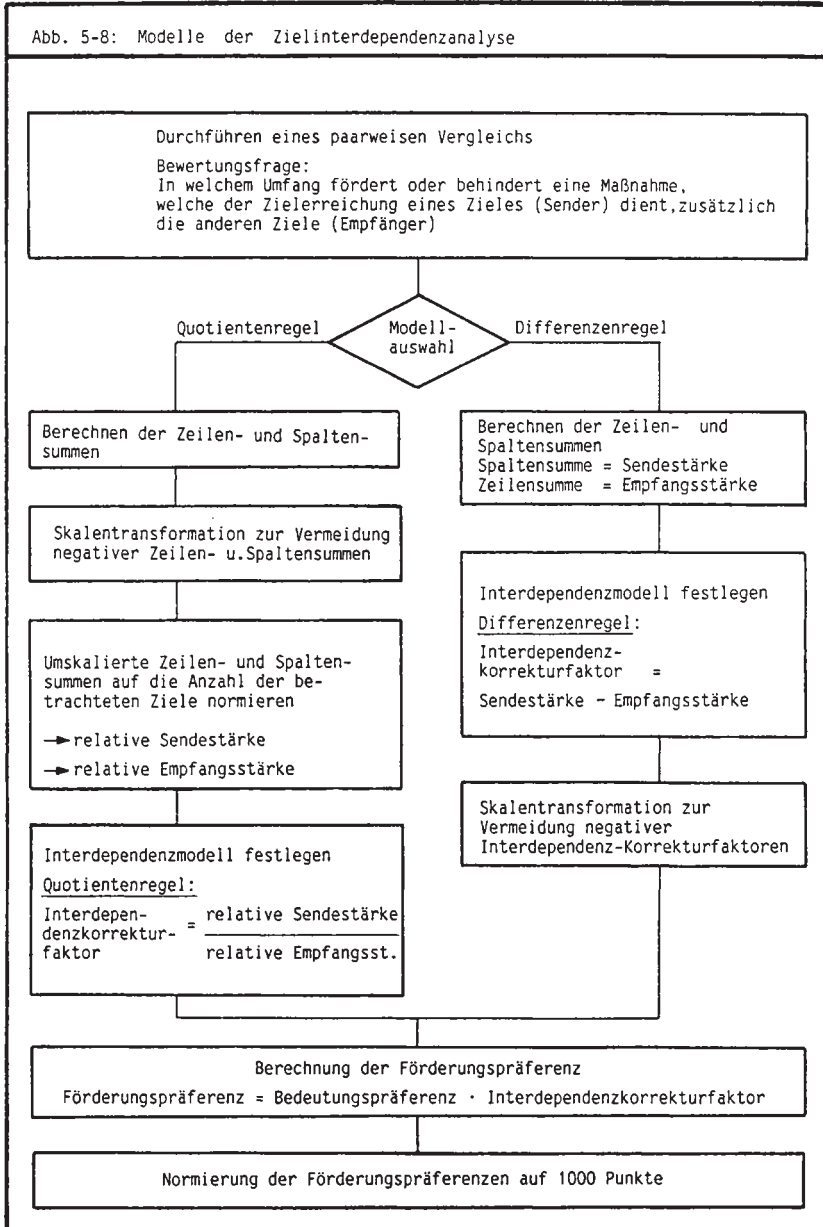 Abb. 5-8: Modelle der Zielinterdependenzanalyse
Durchführen eines paarweisen Vergleichs
Bewertungsfrage:
In welchem Umfang fördert oder behindert eine Maßnahme,
welche der Zielerreichung eines Zieles (Sender) dient,zusätzlich
die anderen Ziele (Empfänger)
Quotientenregel
Modell-
auswahl
Differenzenregel
Berechnen der Zeilen- und Spalten-
summen
Skalentransformation zur Vermeidung
negativer Zeilen- u.Spaltensummen
Umskalierte Zeilen- und Spalten-
summen auf die Anzahl der be-
trachteten Ziele normieren
→ relative Sendestärke
→ relative Empfangsstärke
Interdependenzmodell festlegen
Quotientenregel:
Interdepen-
denzkorrektur- =
faktor
relative Sendestärke
relative Empfangsst.
Berechnen der Zeilen- und
Spaltensummen
Spaltensumme = Sendestärke
Zeilensumme = Empfangsstärke
Interdependenzmodell festlegen
Differenzenregel:
Interdependenz-
korrekturfaktor =
Sendestärke - Empfangsstärke
Skalentransformation zur
Vermeidung negativer
Interdependenz-Korrekturfaktoren
Berechnung der Förderungspräferenz
Förderungspräferenz = Bedeutungspräferenz · Interdependenzkorrekturfaktor
Normierung der Förderungspräferenzen auf 1000 Punkte